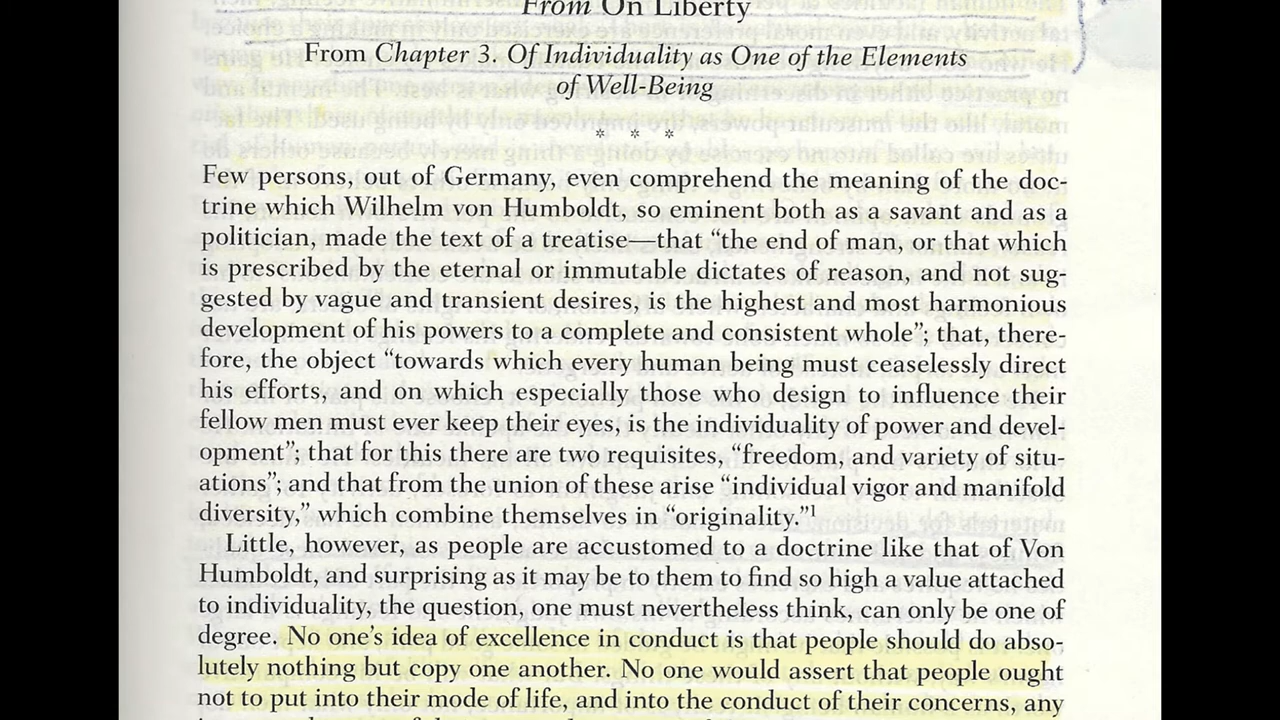 From On Liberty
From Chapter 3. Of Individuality as One of the Elements
of Well-Being
* * *
Few persons, out of Germany, even comprehend the meaning of the doc-
trine which Wilhelm von Humboldt, so eminent both as a savant and as a
politician, made the text of a treatise—that “the end of man, or that which
is prescribed by the eternal or immutable dictates of reason, and not sug-
gested by vague and transient desires, is the highest and most harmonious
development of his powers to a complete and consistent whole”; that, there-
fore, the object “towards which every human being must ceaselessly direct
his efforts, and on which especially those who design to influence their
fellow men must ever keep their eyes, is the individuality of power and devel-
opment”; that for this there are two requisites, “freedom, and variety of situ-
ations”; and that from the union of these arise “individual vigor and manifold
diversity,” which combine themselves in “originality.”1
Little, however, as people are accustomed to a doctrine like that of Von
Humboldt, and surprising as it may be to them to find so high a value attached
to individuality, the question, one must nevertheless think, can only be one of
degree. No one’s idea of excellence in conduct is that people should do abso-
lutely nothing but copy one another. No one would assert that people ought
not to put into their mode of life, and into the conduct of their concerns, any